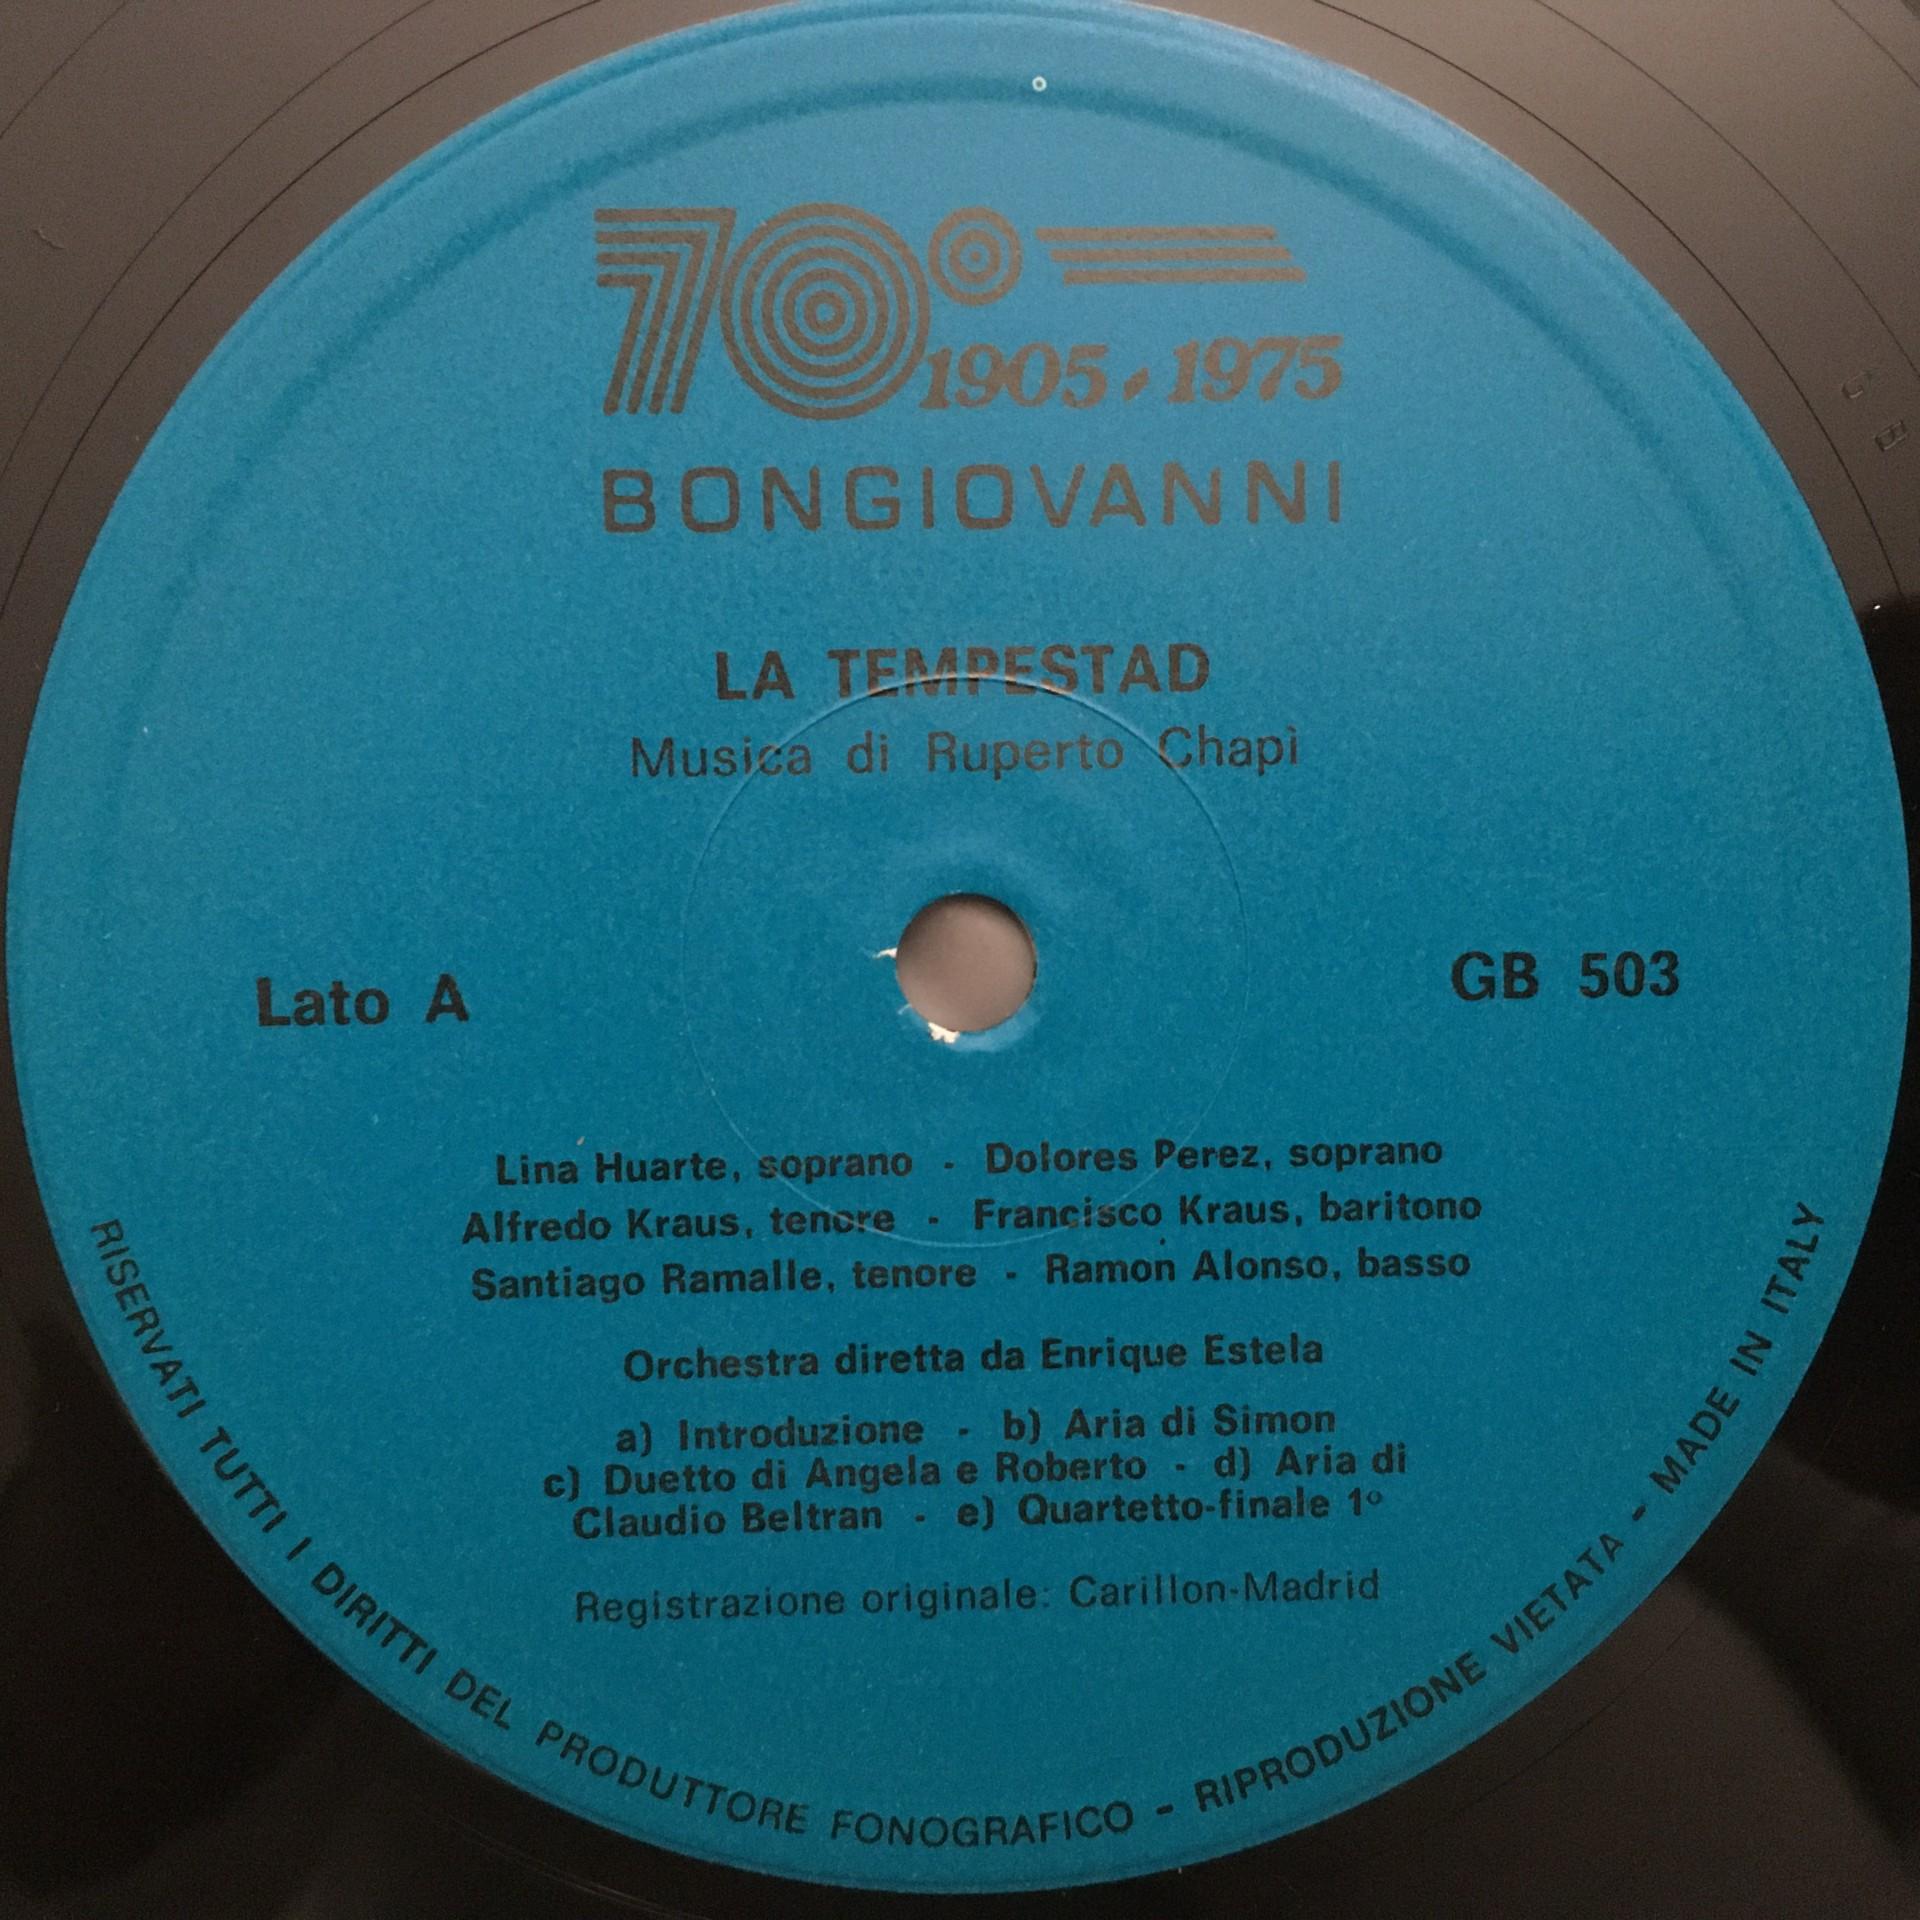 70°
1905-1975
BONGIOVANNI
LA TEMPESTAD
Musica di Ruperto Chapì
Lato A
GB 503
Lina Huarte, soprano - Dolores Perez, soprano
Alfredo Kraus, tenore - Francisco Kraus, baritono
Santiago Ramalle, tenore - Ramon Alonso, basso
Orchestra diretta da Enrique Estela
a) Introduzione - b) Aria di Simon
c) Duetto di Angela e Roberto - d) Aria di
Claudio Beltran - e) Quartetto-finale 1°
Registrazione originale: Carillon-Madrid
RISERVATI TUTTI I DIRITTI DEL PRODUTTORE FONOGRAFICO - RIPRODUZIONE VIETATA - MADE IN ITALY
G B